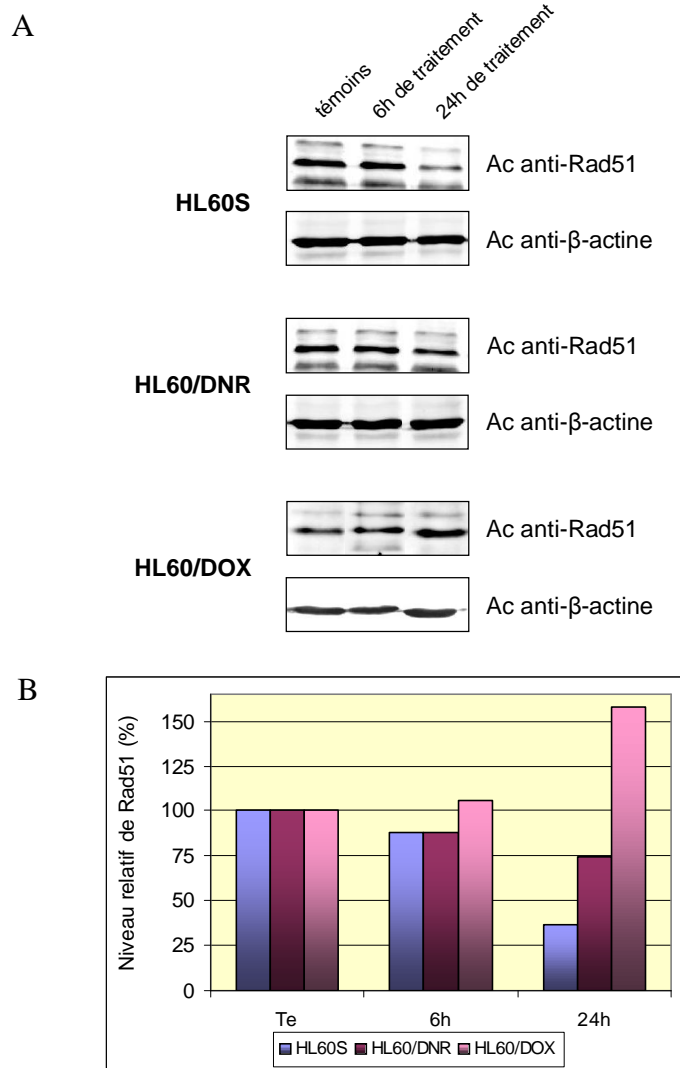 A
témoins
6h de traitement
24h de traitement
Ac anti-Rad51
HL60S
Ac anti-β-actine
Ac anti-Rad51
HL60/DNR
Ac anti-β-actine
Ac anti-Rad51
HL60/DOX
Ac anti-β-actine
B
Niveau relatif de Rad51 (%)
150
125
100
75
50
25
0
Te 6h 24h
HL60S HL60/DNR HL60/DOX